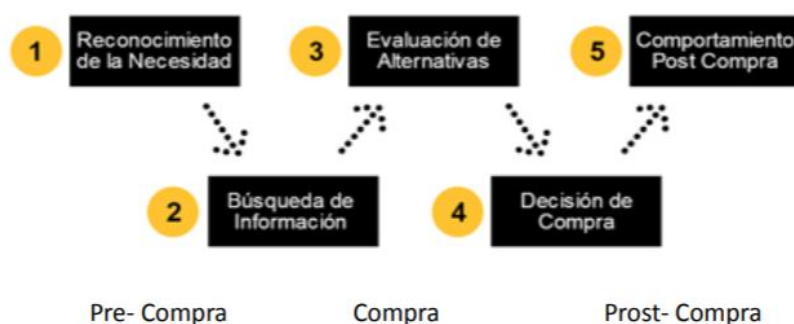 1
Reconocimiento
de la Necesidad
3
Evaluación de
Alternativas
5
Comportamiento
Post Compra
2
Búsqueda de
Información
4
Decisión de
Compra
Pre- Compra
Compra
Prost- Compra